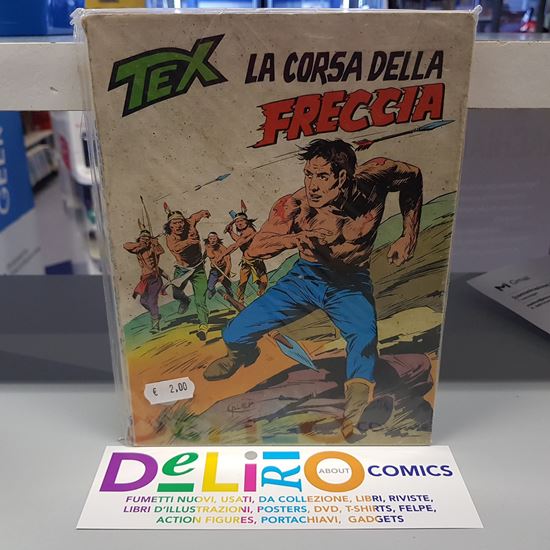 TEX
LA CORSA DELLA
FRECCIA
€ 2,00
GEEK
DeLiRiO ABOUT COMICS
FUMETTI NUOVI, USATI, DA COLLEZIONE, LIBRI, RIVISTE,
LIBRI D'ILLUSTRAZIONI, POSTERS, DVD, T-SHIRTS, FELPE,
ACTION FIGURES, PORTACHIAVI, GADGETS